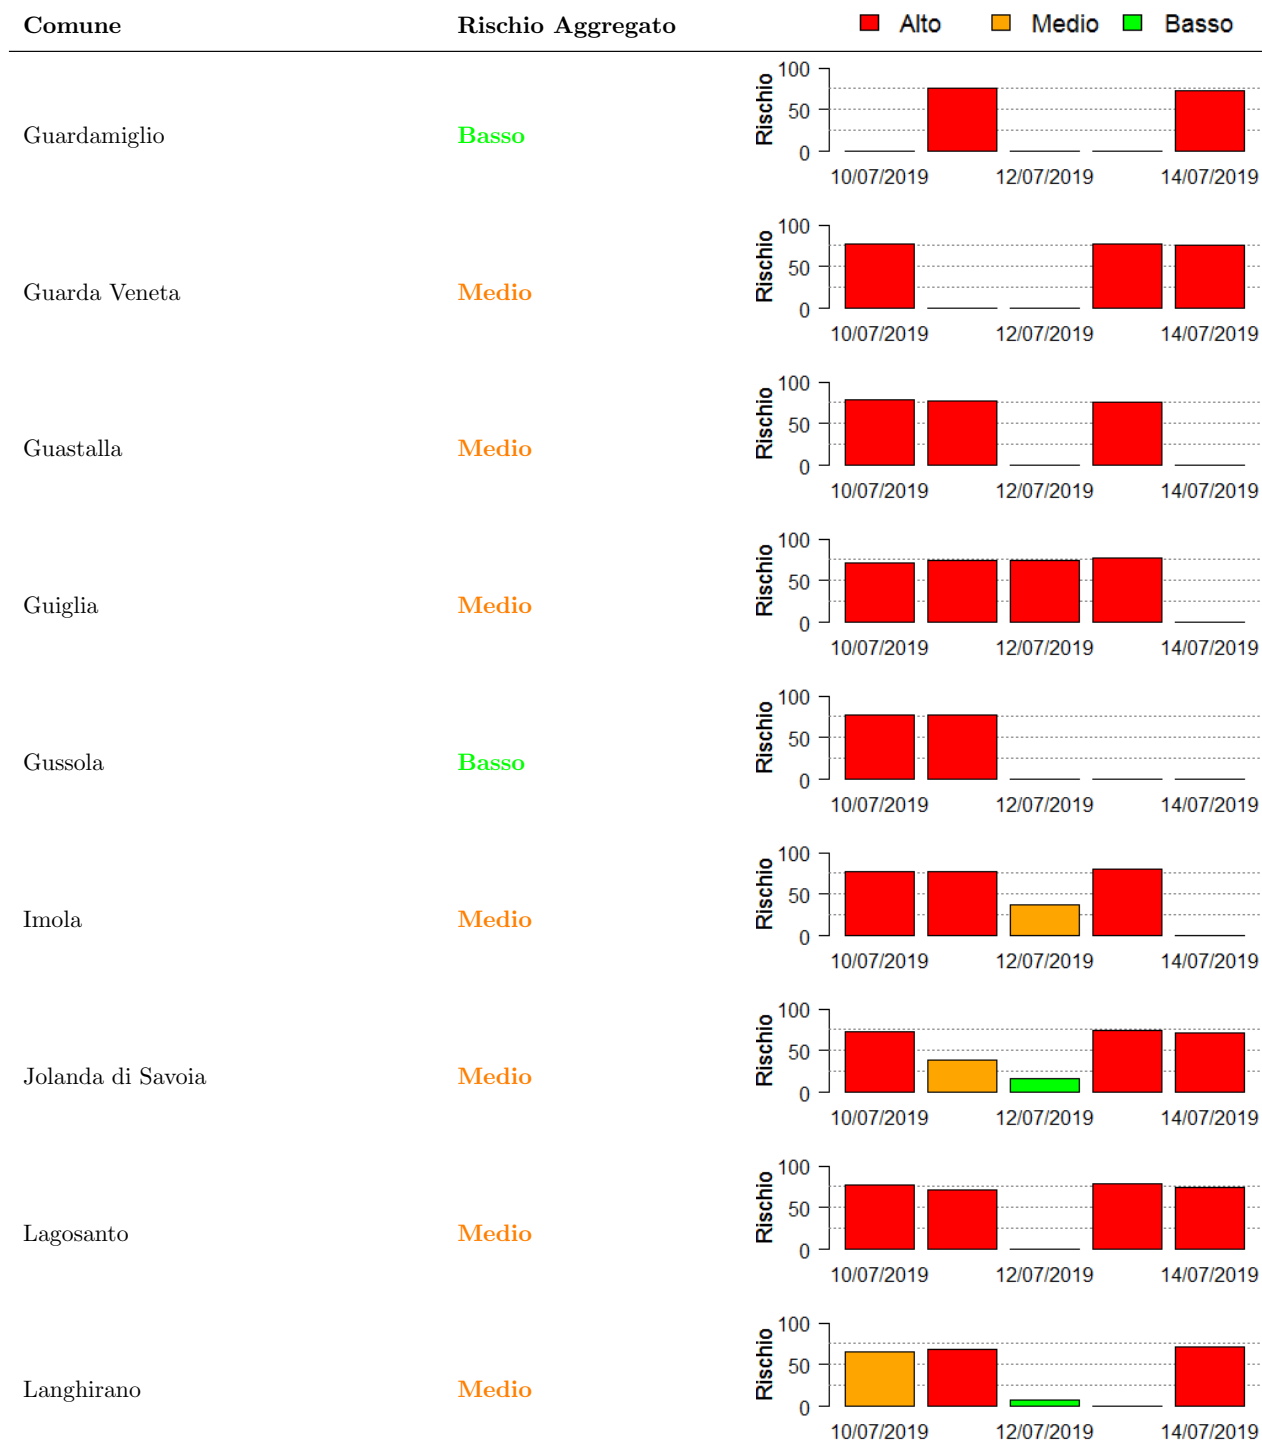 Comune Rischio Aggregato Alto Medio Basso
Guardamiglio Basso Rischio 100 50 0
10/07/2019 12/07/2019 14/07/2019
Guarda Veneta Medio Rischio 100 50 0
10/07/2019 12/07/2019 14/07/2019
Guastalla Medio Rischio 100 50 0
10/07/2019 12/07/2019 14/07/2019
Guiglia Medio Rischio 100 50 0
10/07/2019 12/07/2019 14/07/2019
Gussola Basso Rischio 100 50 0
10/07/2019 12/07/2019 14/07/2019
Imola Medio Rischio 100 50 0
10/07/2019 12/07/2019 14/07/2019
Jolanda di Savoia Medio Rischio 100 50 0
10/07/2019 12/07/2019 14/07/2019
Lagosanto Medio Rischio 100 50 0
10/07/2019 12/07/2019 14/07/2019
Langhirano Medio Rischio 100 50 0
10/07/2019 12/07/2019 14/07/2019